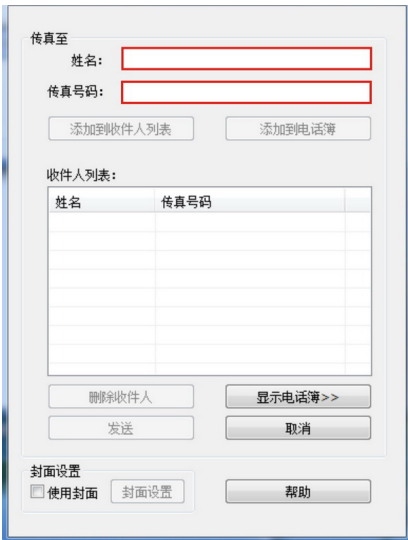 传真至
姓名:
传真号码:
添加到收件人列表 添加到电话簿
收件人列表:
姓名 传真号码
删除收件人 显示电话簿>>
发送 取消
封面设置
使用封面 封面设置 帮助